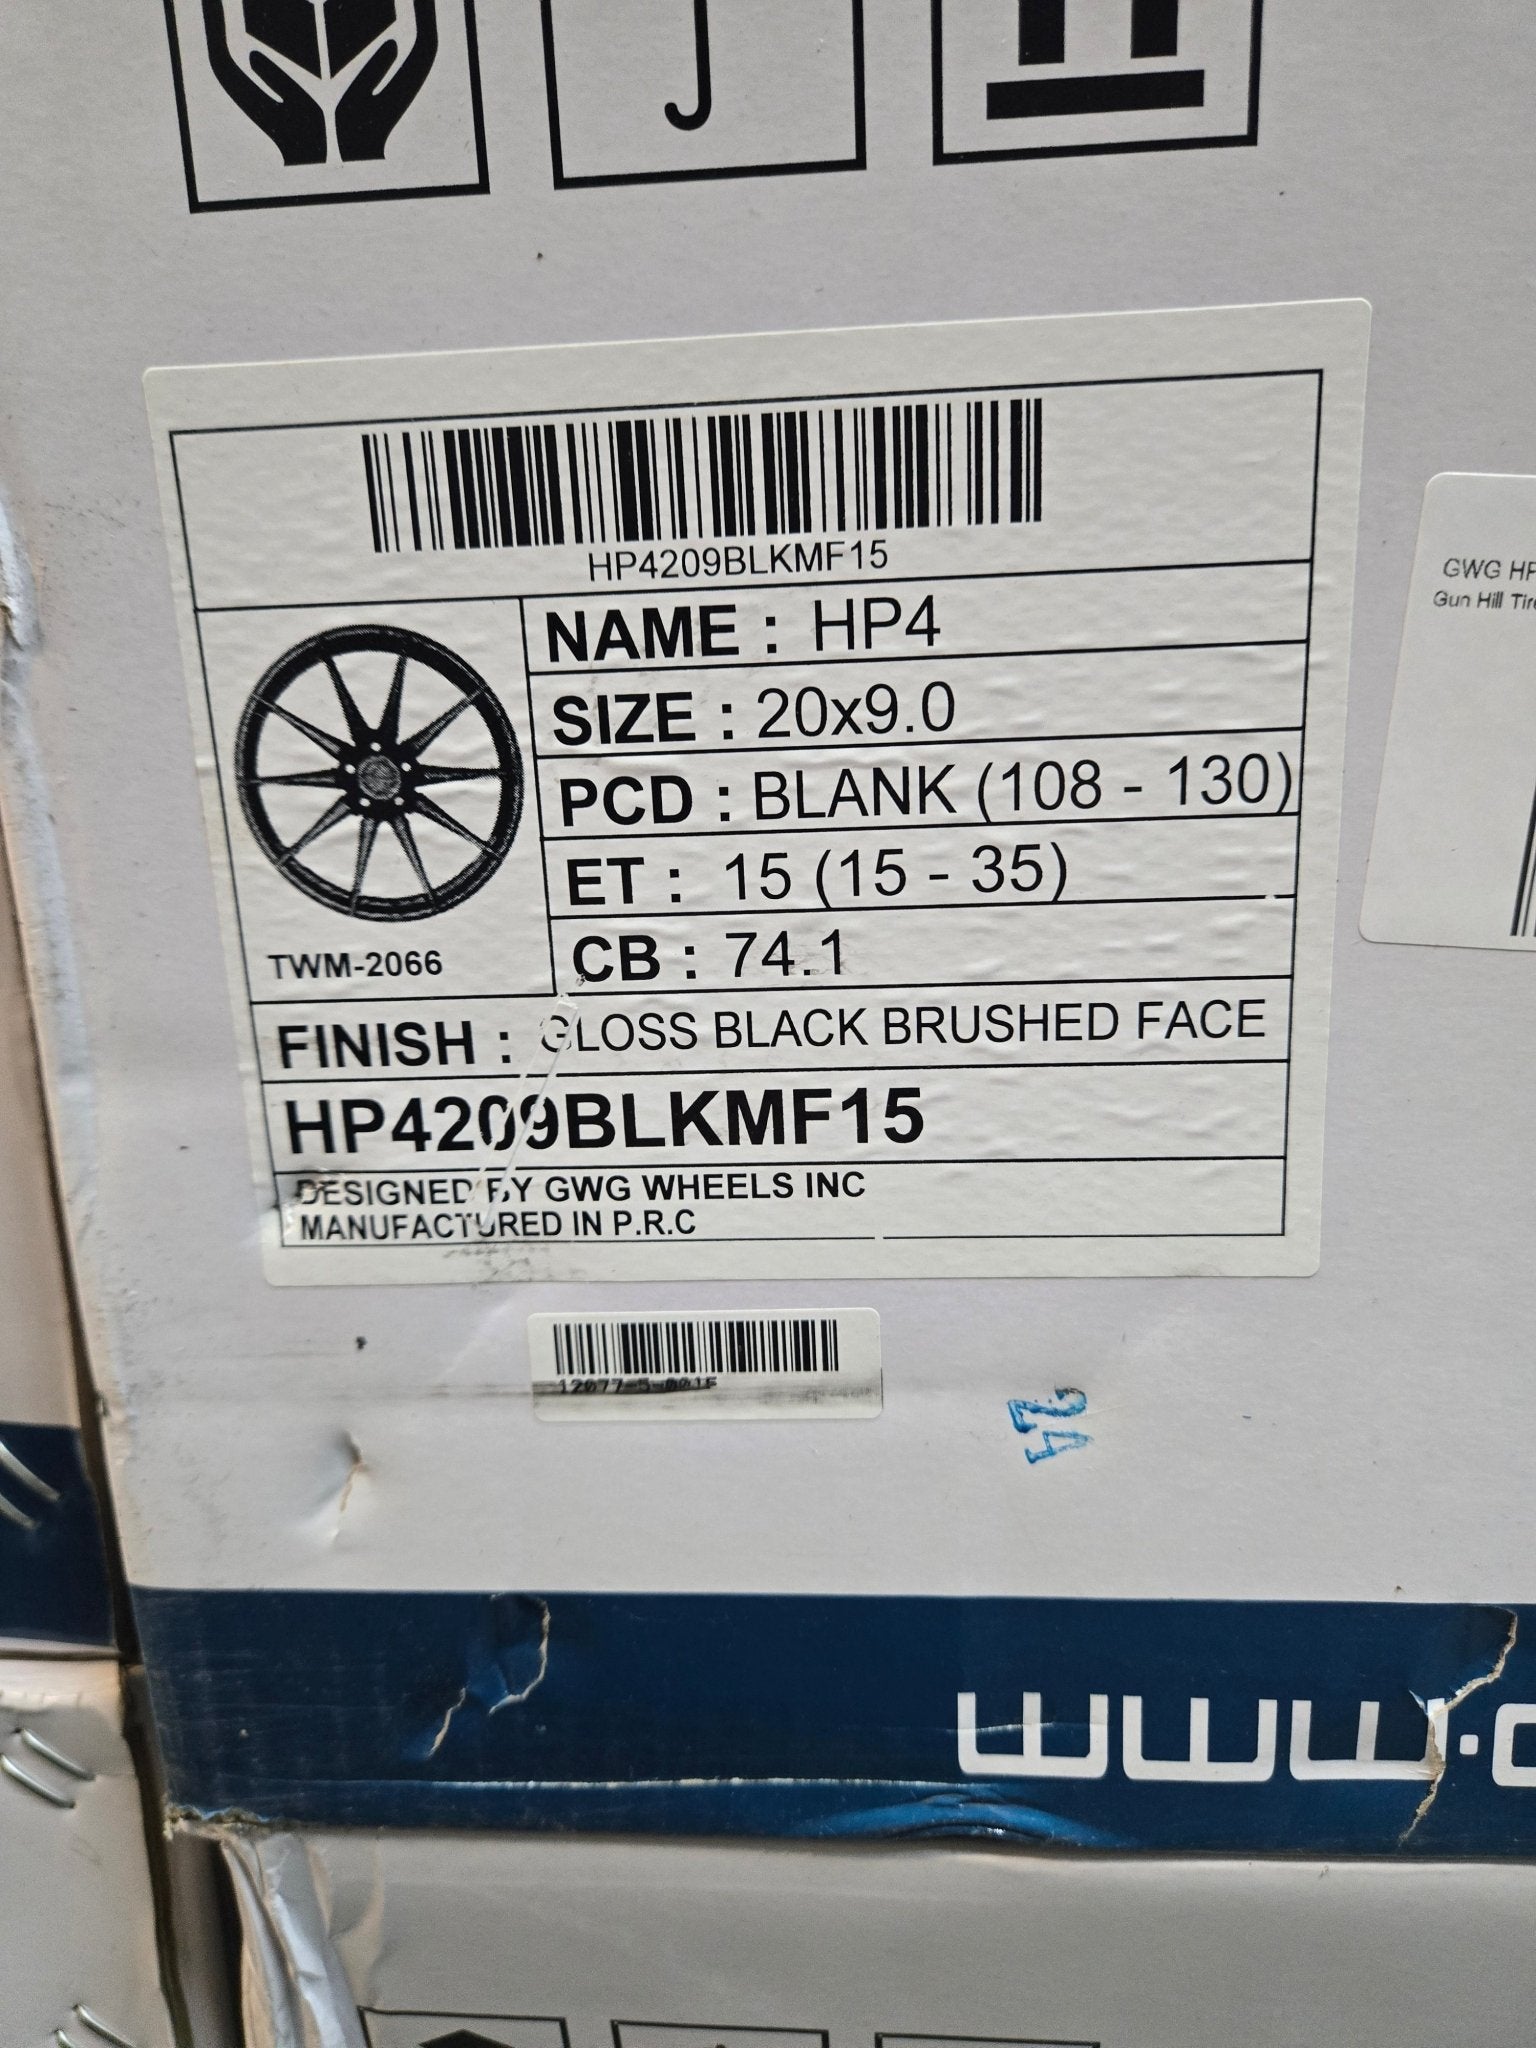 HP4209BLKMF15
NAME : HP4
SIZE : 20x9.0
PCD : BLANK (108 - 130)
ET : 15 (15 - 35)
CB : 74.1
TWM-2066
FINISH : GLOSS BLACK BRUSHED FACE
HP4209BLKMF15
DESIGNED BY GWG WHEELS INC
MANUFACTURED IN P.R.C
GWG HP
Gun Hill Tire
24
www.